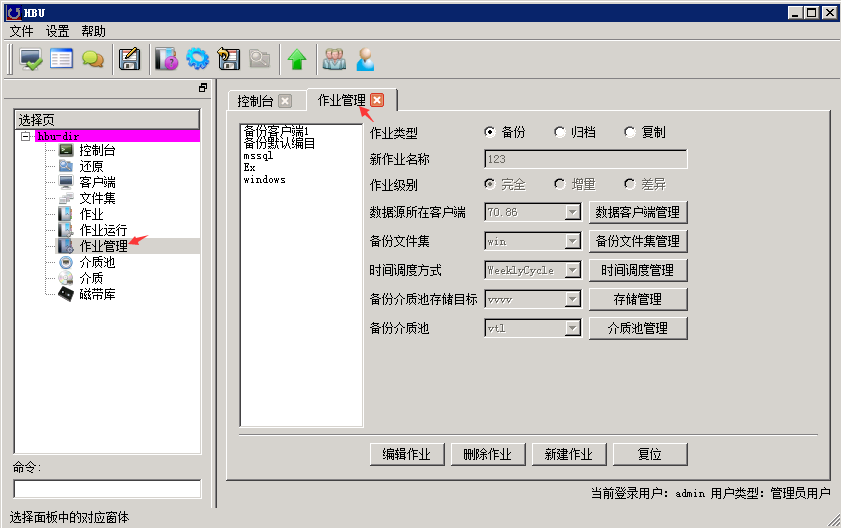 HBU
文件 设置 帮助
选择页
hbu-dir
控制台
还原
客户端
文件集
作业
作业运行
作业管理
介质池
介质
磁带库
命令:
控制台 作业管理
备份客户端1
备份默认编目
mssql
Ex
windows
作业类型 备份 归档 复制
新作业名称 123
作业级别 完全 增量 差异
数据源所在客户端 70.86 数据客户端管理
备份文件集 win 备份文件集管理
时间调度方式 WeeklyCycle 时间调度管理
备份介质池存储目标 vvvv 存储管理
备份介质池 vtl 介质池管理
编辑作业 删除作业 新建作业 复位
当前登录用户: admin 用户类型: 管理员用户
选择面板中的对应窗体